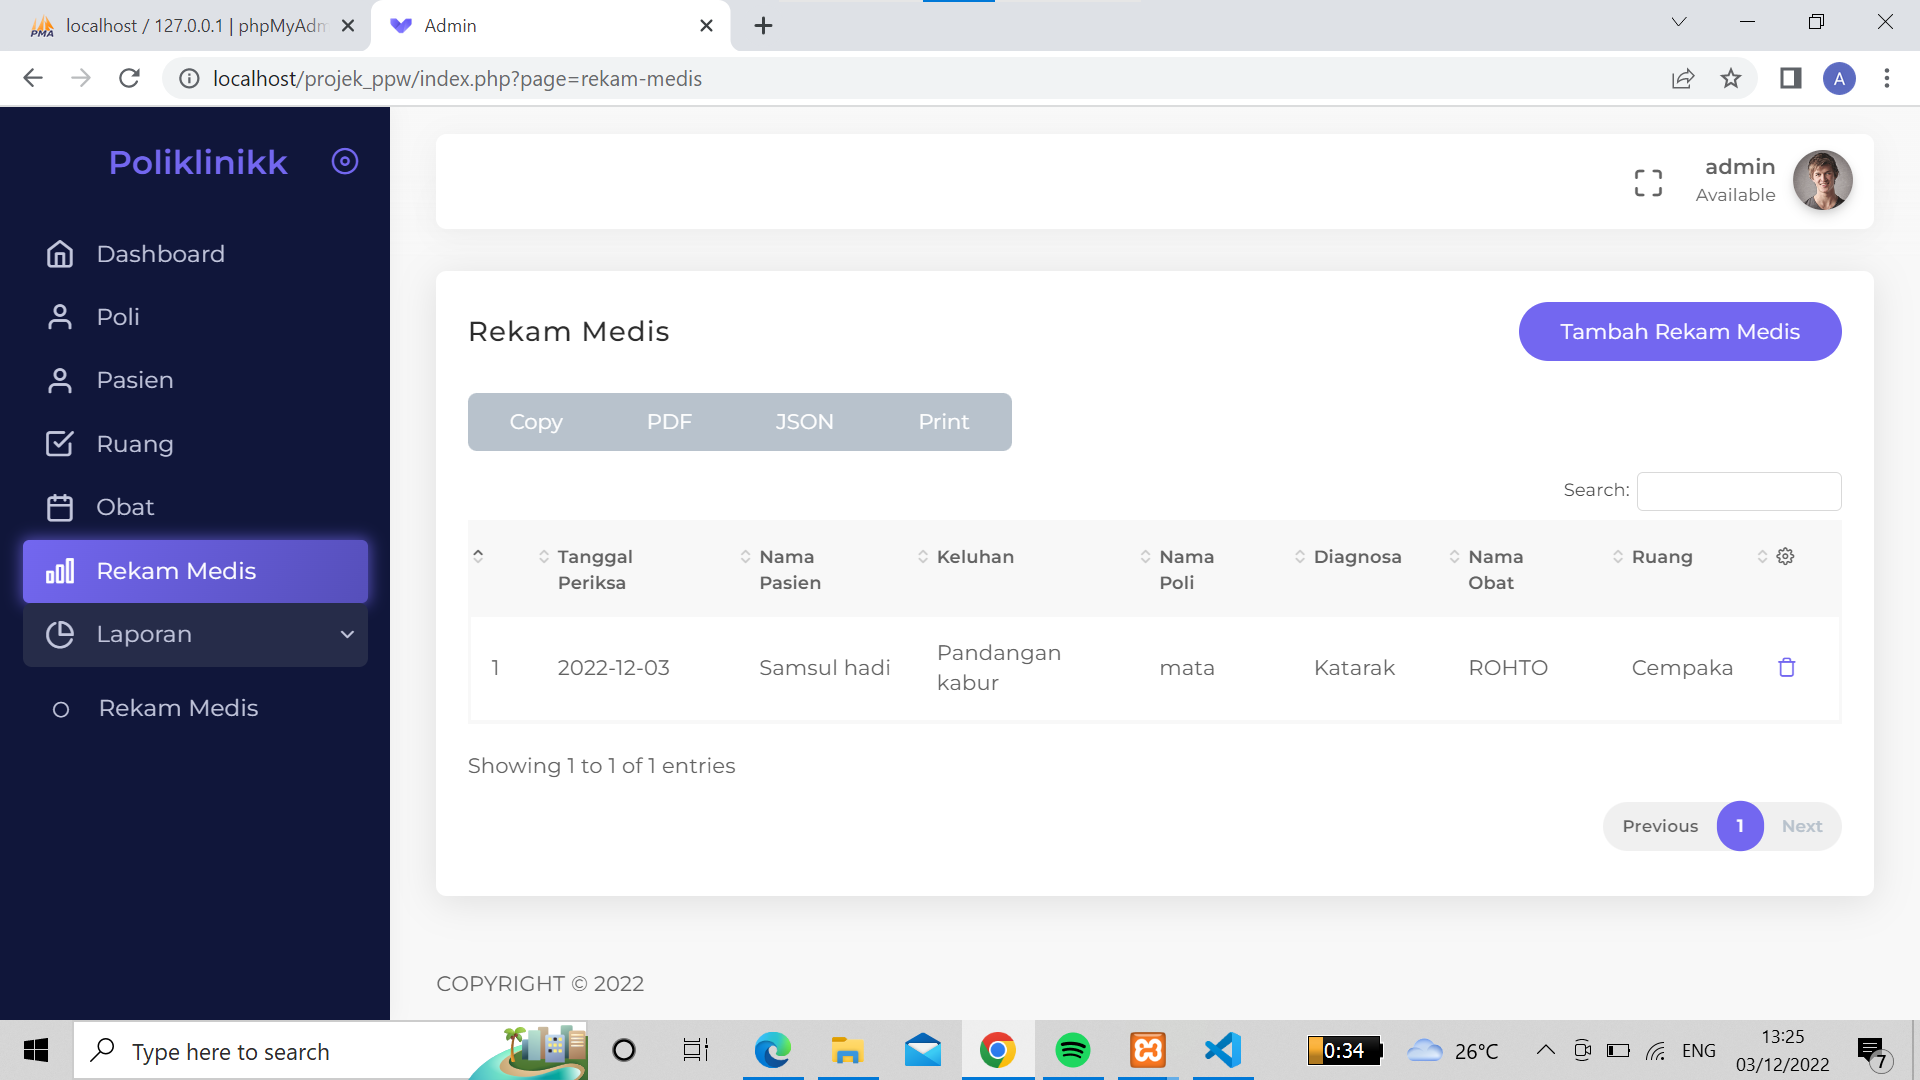 localhost / 127.0.0.1 | phpMyAdm
Admin
localhost/projek_ppw/index.php?page=rekam-medis
A
Poliklinikk
admin
Available
Dashboard
Poli
Pasien
Ruang
Obat
Rekam Medis
Laporan
Rekam Medis
Rekam Medis
Tambah Rekam Medis
Copy PDF JSON Print
Search:
Tanggal Periksa Nama Pasien Keluhan Nama Poli Diagnosa Nama Obat Ruang
1 2022-12-03 Samsul hadi Pandangan kabur mata Katarak ROHTO Cempaka
Showing 1 to 1 of 1 entries
Previous 1 Next
COPYRIGHT © 2022
Type here to search
0:34
26°C
ENG
13:25
03/12/2022
7